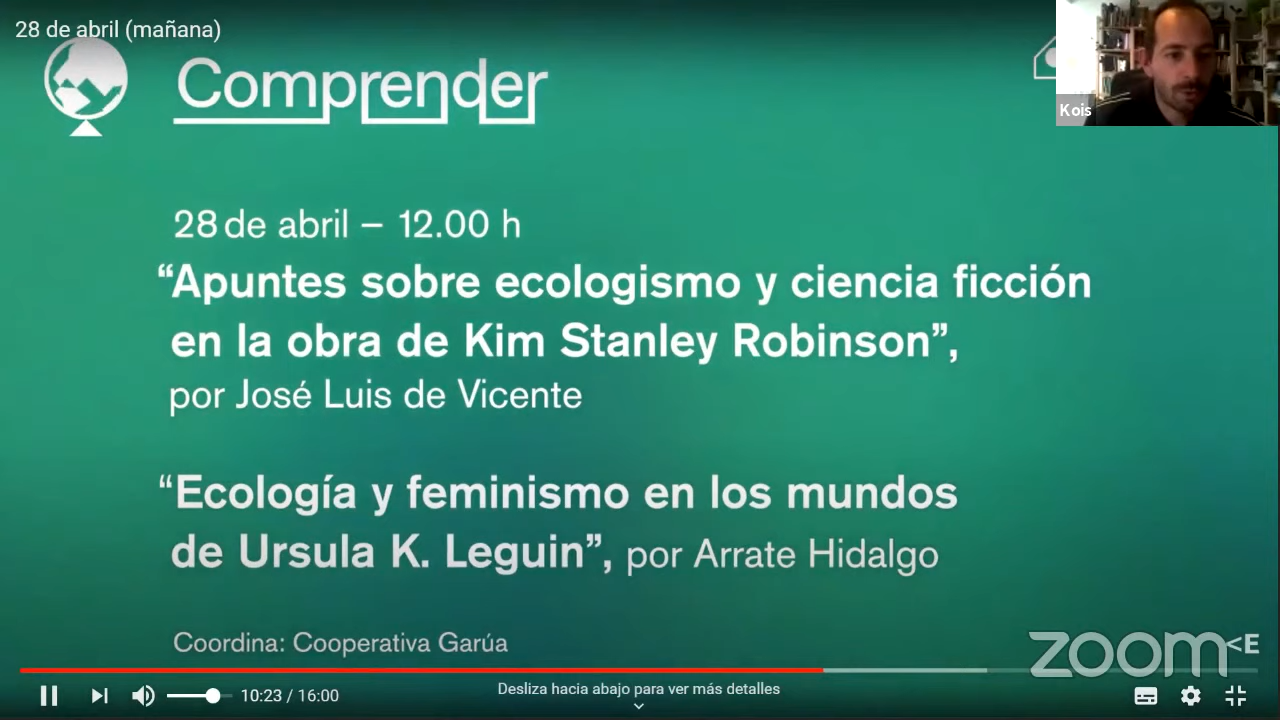 28 de abril (mañana)
Comprender
Kois
28 de abril – 12.00 h
“Apuntes sobre ecologismo y ciencia ficción
en la obra de Kim Stanley Robinson”,
por José Luis de Vicente
“Ecología y feminismo en los mundos
de Ursula K. Leguin”, por Arrate Hidalgo
Coordina: Cooperativa Garúa
zoom
<E
10:23 / 16:00
Desliza hacia abajo para ver más detalles